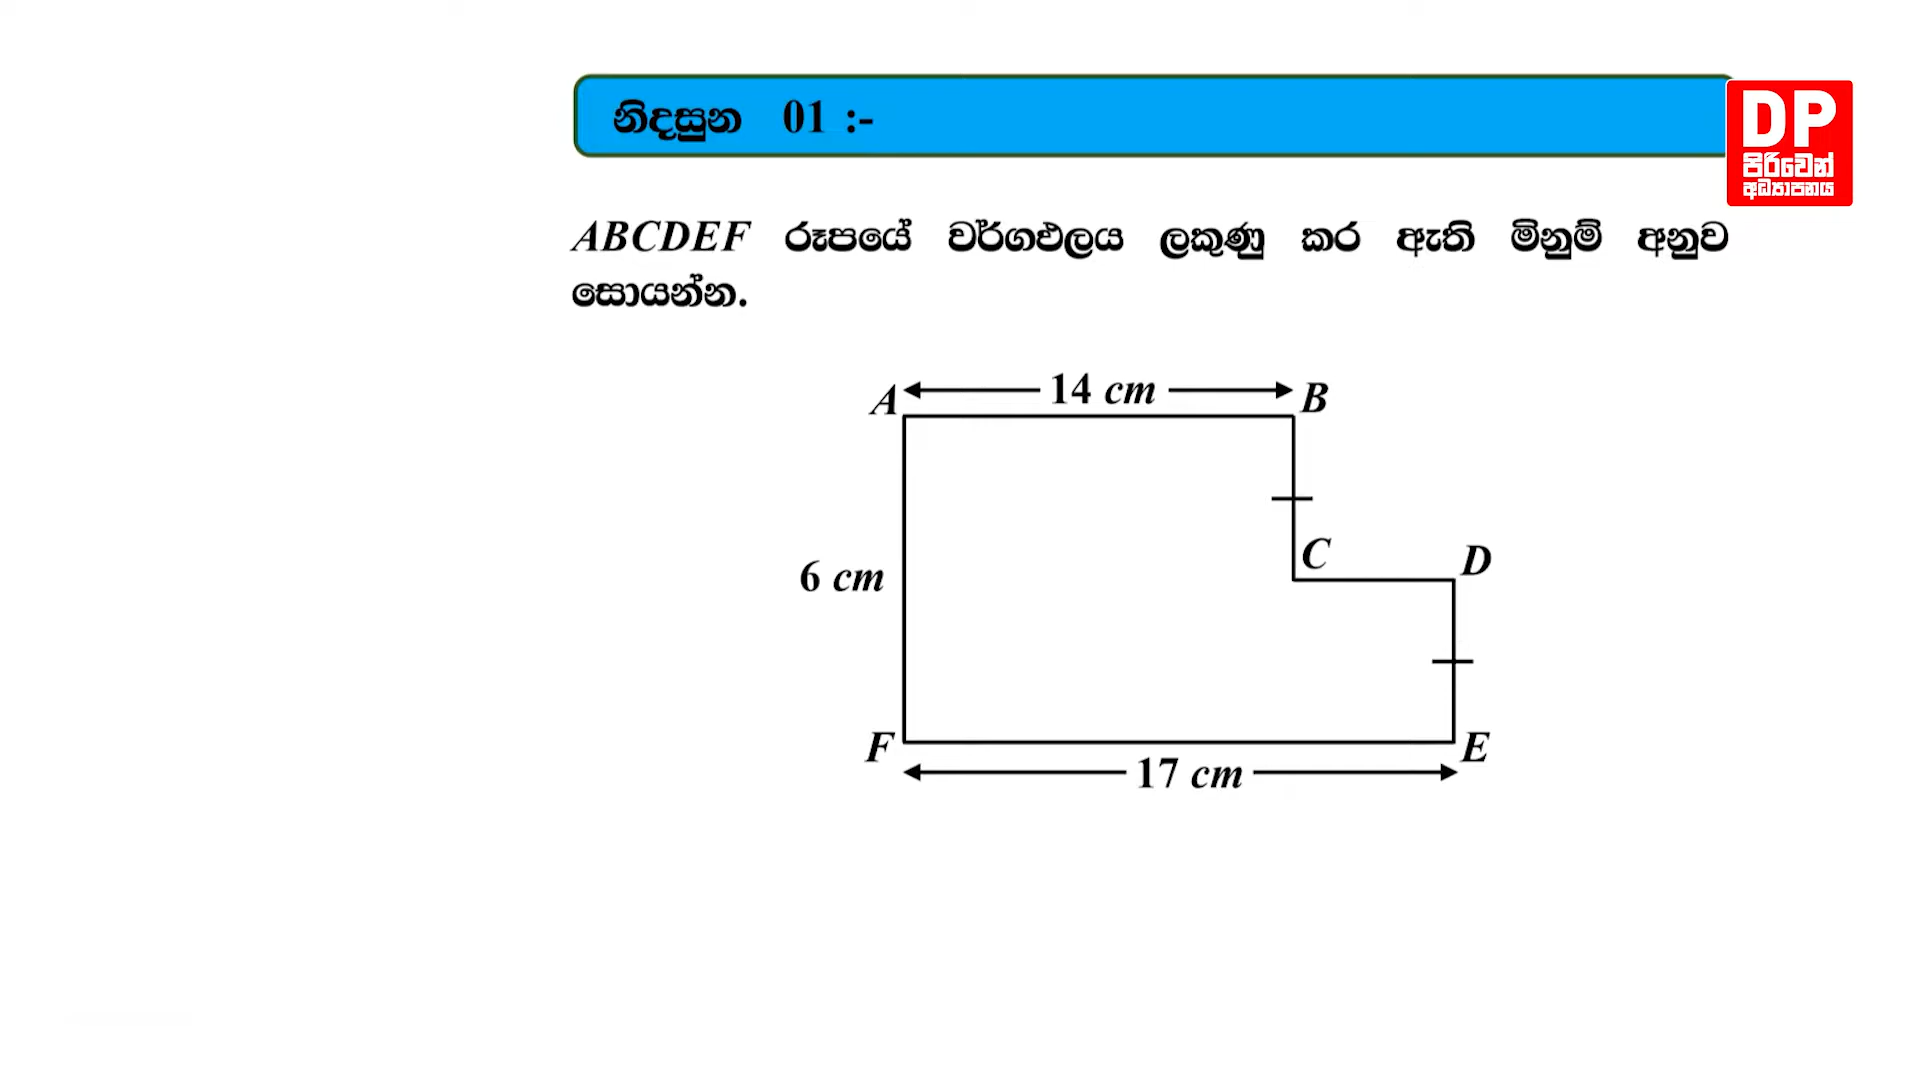 නිදසුන 01 :-
DP
පිරිවෙන්
අධ්‍යාපනය
ABCDEF රූපයේ වර්ගඵලය ලකුණු කර ඇති මිනුම් අනුව
සොයන්න.
A 14 cm B
C D
6 cm
F E
17 cm